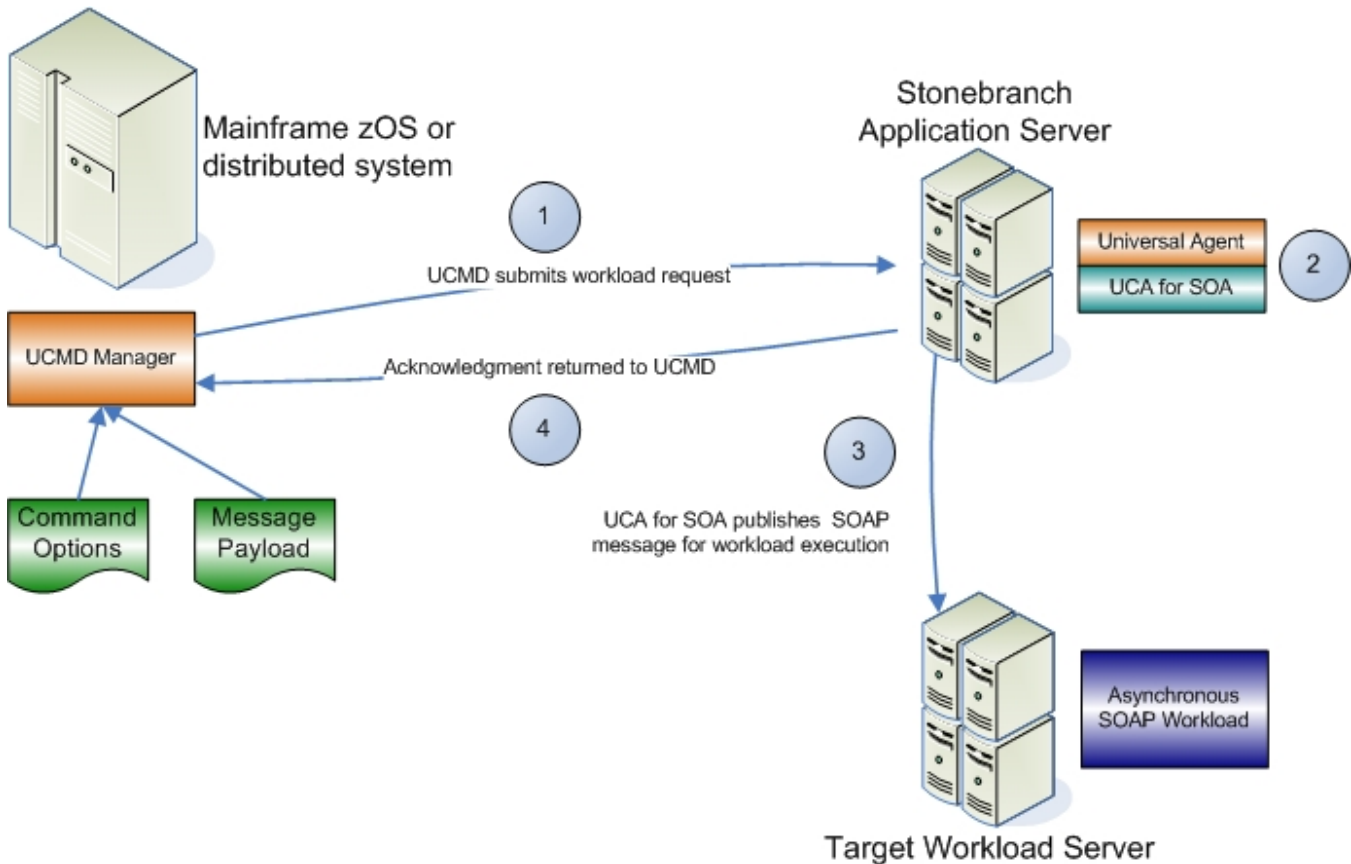 Mainframe zOS or
distributed system
Stonebranch
Application Server
1
UCMD submits workload request
Universal Agent
UCA for SOA
2
UCMD Manager
Acknowledgment returned to UCMD
4
3
Command
Options
Message
Payload
UCA for SOA publishes SOAP
message for workload execution
Asynchronous
SOAP Workload
Target Workload Server